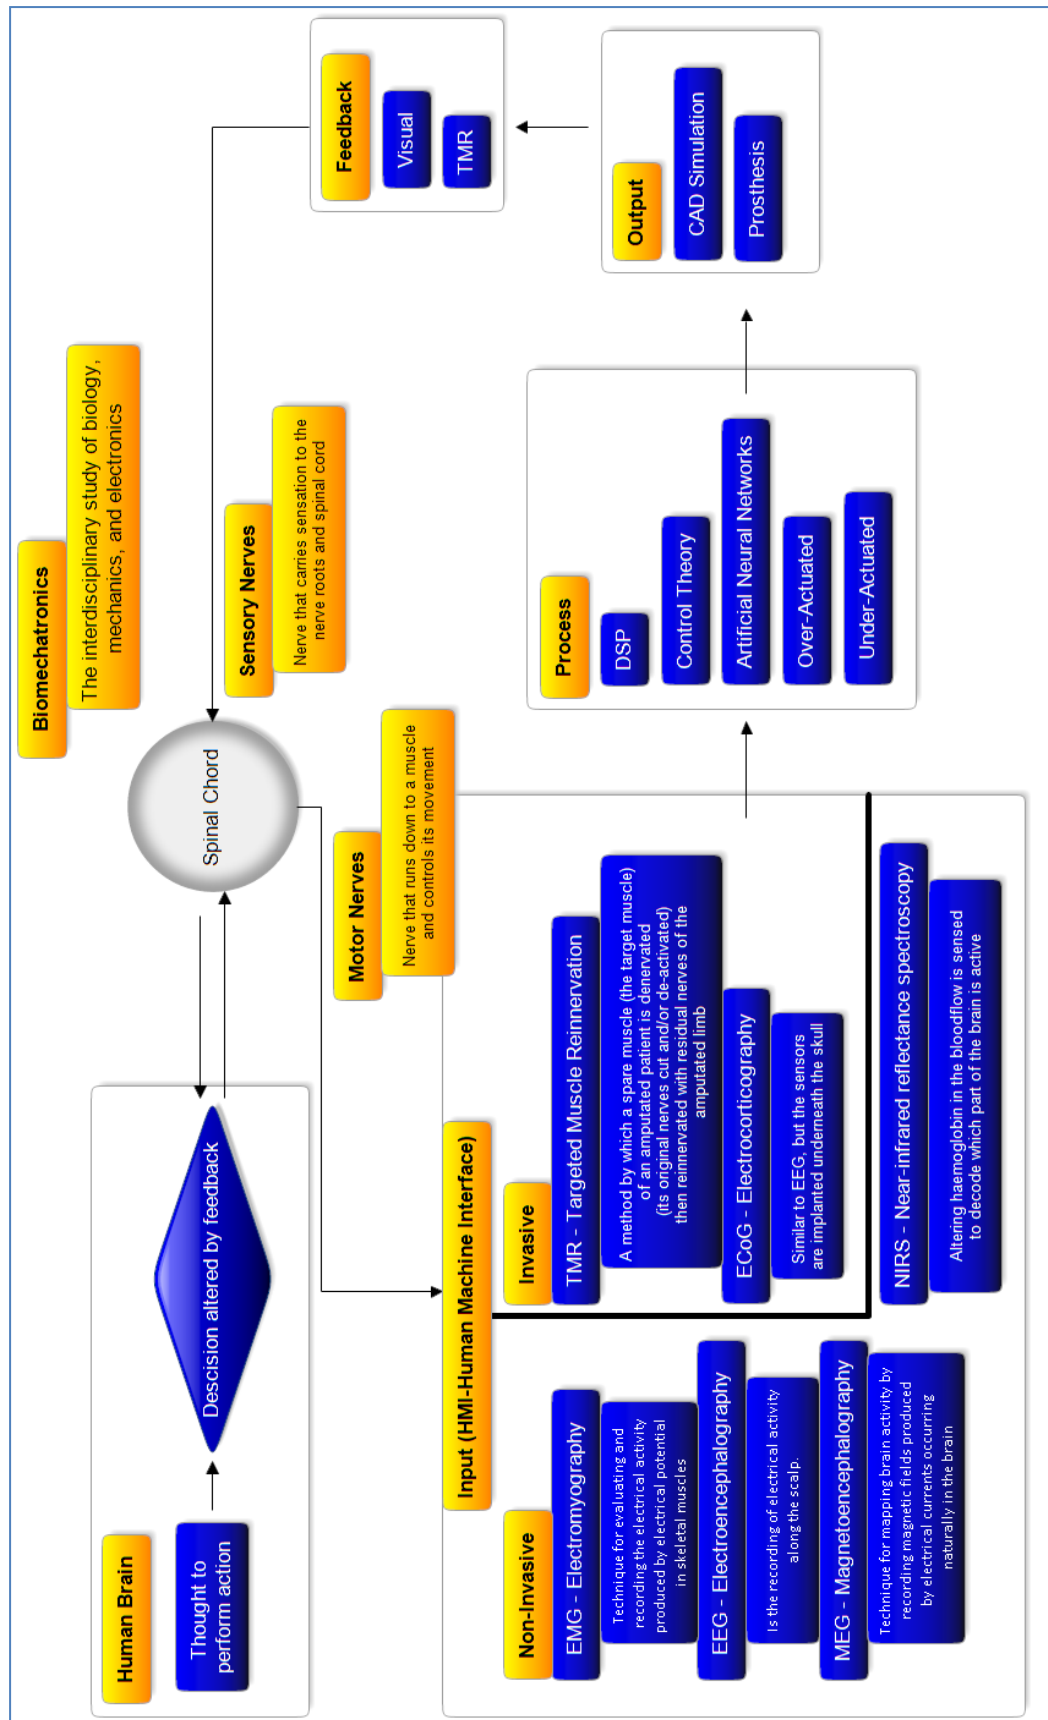 Human Brain
Thought to
perform action
Descision altered by feedback
Spinal Chord
Biomechatronics
The interdisciplinary study of biology,
mechanics, and electronics
Sensory Nerves
Nerve that carries sensation to the
nerve roots and spinal cord
Motor Nerves
Nerve that runs down to a muscle
and controls its movement
Feedback
Visual
TMR
Input (HMI-Human Machine Interface)
Non-Invasive
EMG - Electromyography
Technique for evaluating and
recording the electrical activity
produced by electrical potential
in skeletal muscles
EEG - Electroencephalography
Is the recording of electrical activity
along the scalp.
MEG - Magnetoencephalography
Technique for mapping brain activity by
recording magnetic fields produced
by electrical currents occurring
naturally in the brain
Invasive
TMR - Targeted Muscle Reinnervation
A method by which a spare muscle (the target muscle)
of an amputated patient is denervated
(its original nerves cut and/or de-activated)
then reinnervated with residual nerves of the
amputated limb
ECoG - Electrocorticography
Similar to EEG, but the sensors
are implanted underneath the skull
NIRS - Near-infrared reflectance spectroscopy
Altering haemoglobin in the bloodflow is sensed
to decode which part of the brain is active
Process
DSP
Control Theory
Artificial Neural Networks
Over-Actuated
Under-Actuated
Output
CAD Simulation
Prosthesis